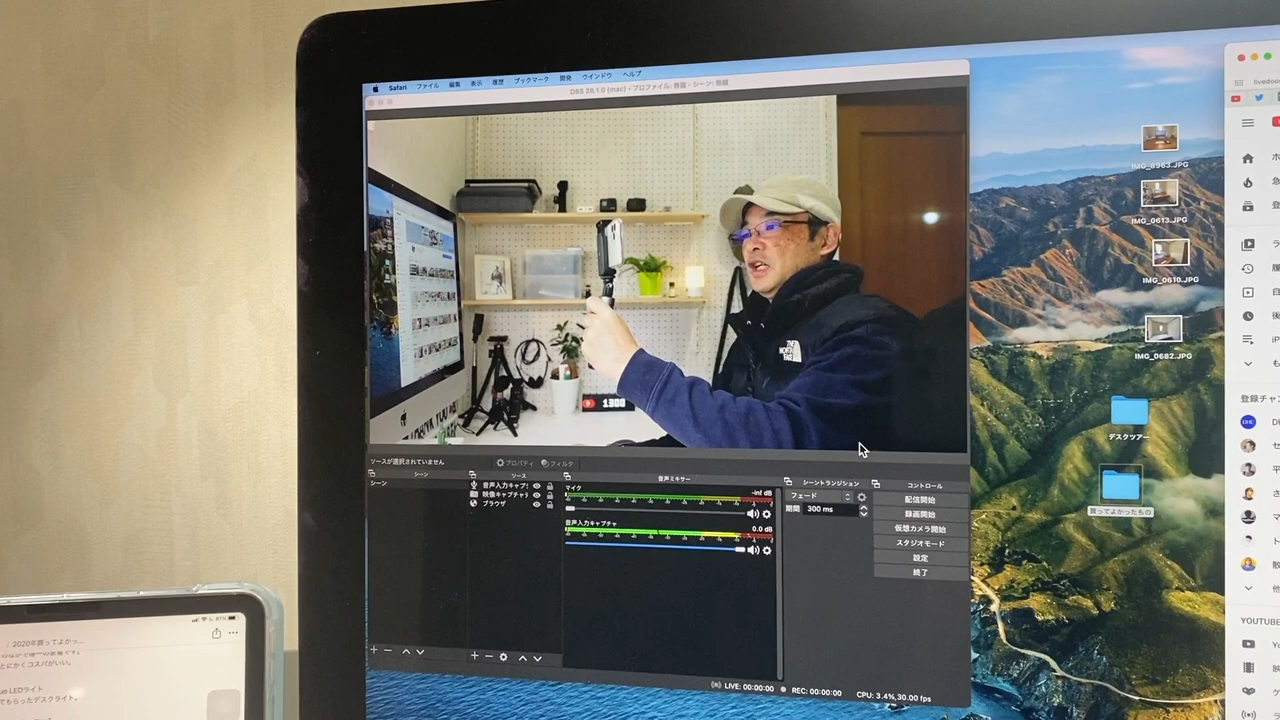 Safari ファイル 編集 表示 履歴 ブックマーク 開発 ウインドウ ヘルプ
OBS 26.1.0 (mac) - プロファイル: 無題 - シーン: 無題
THE
NORTH
FACE
1300
ソースが選択されていません
プロパティ
フィルタ
シーン
シーン
ソース
音声入力キャプチ
映像キャプチャデ
ブラウザ
音声ミキサー
マイク
-inf dB
音声入力キャプチャ
0.0 dB
シーントランジション
フェード
期間 300 ms
コントロール
配信開始
録画開始
仮想カメラ開始
スタジオモード
設定
終了
LIVE: 00:00:00
REC: 00:00:00
CPU: 3.4%,30.00 fps
IMG_8963.JPG
IMG_0613.JPG
IMG_0610.JPG
IMG_0682.JPG
デスクツアー
買ってよかったもの
livedoo
登録チャン
YOUTUBE
81%
/ 2020年買ってよかっ...
とにかくコスパがいい。
uo LEDライト
てもらったデスクライト。